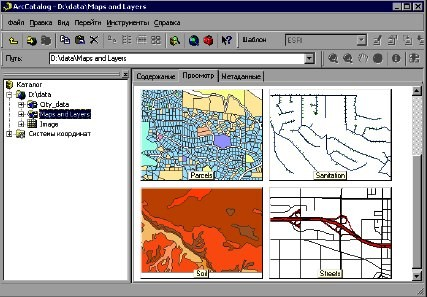 ArcCatalog - D:\data\Maps and Layers
Файл Правка Вид Перейти Инструменты Справка
Шаблон ESRI
Путь: D:\data\Maps and Layers
Каталог
D:\data
City_data
Maps and Layers
Image
Системы координат
Содержание Просмотр Метаданные
Parcels
Sanitation
Soil
Streets